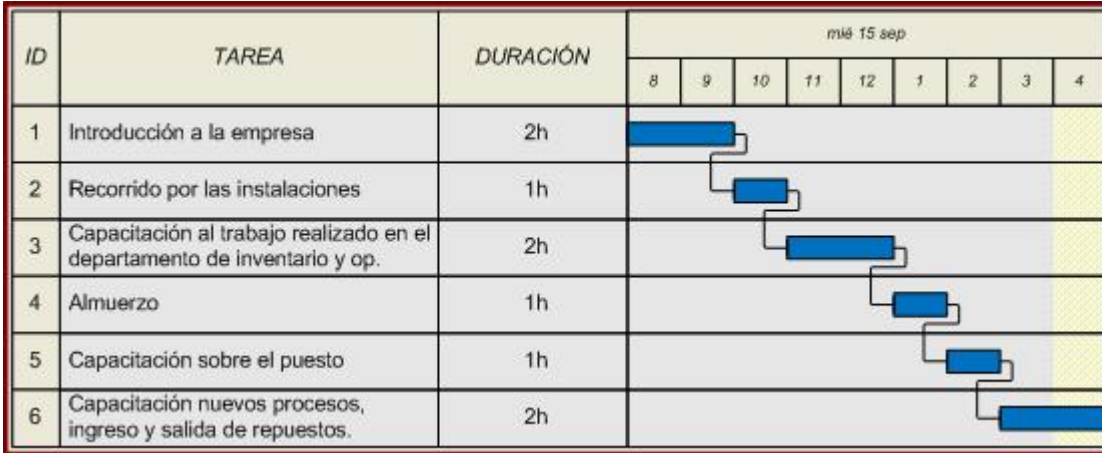 mié 15 sep
ID TAREA DURACIÓN
8 9 10 11 12 1 2 3 4
1 Introducción a la empresa 2h
2 Recorrido por las instalaciones 1h
Capacitación al trabajo realizado en el
3 departamento de inventario y op. 2h
4 Almuerzo 1h
5 Capacitación sobre el puesto 1h
Capacitación nuevos procesos,
6 ingreso y salida de repuestos. 2h